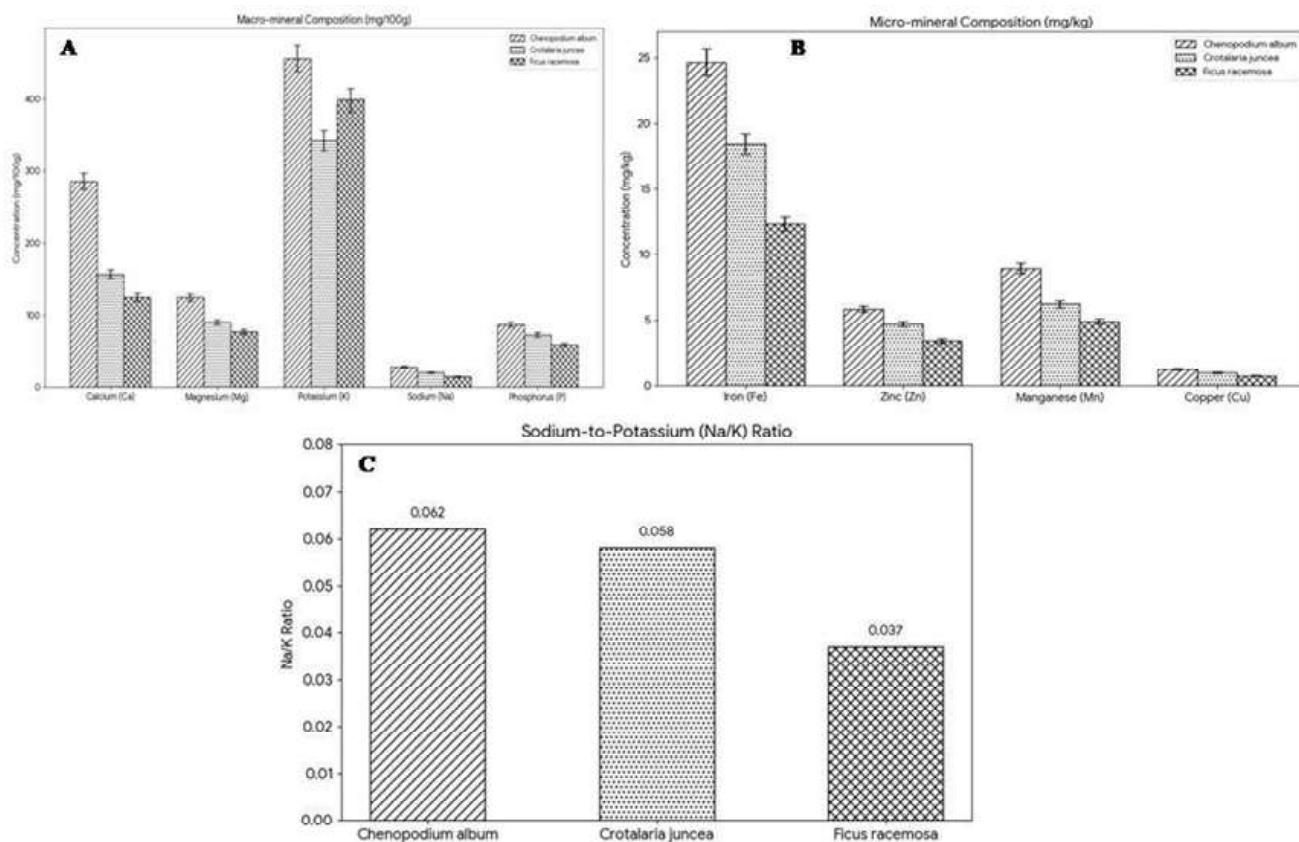 Macro-mineral Composition (mg/100g)
A
Chenopodium album
Crotalaria juncea
Ficus racemosa
Concentration (mg/100g)
400
300
200
100
0
Calcium (Ca)
Magnesium (Mg)
Potassium (K)
Sodium (Na)
Phosphorus (P)
Micro-mineral Composition (mg/kg)
B
Chenopodium album
Crotalaria juncea
Ficus racemosa
Concentration (mg/kg)
25
20
15
10
5
0
Iron (Fe)
Zinc (Zn)
Manganese (Mn)
Copper (Cu)
Sodium-to-Potassium (Na/K) Ratio
C
Na/K Ratio
0.08
0.07
0.06
0.05
0.04
0.03
0.02
0.01
0.00
0.062
0.058
0.037
Chenopodium album
Crotalaria juncea
Ficus racemosa